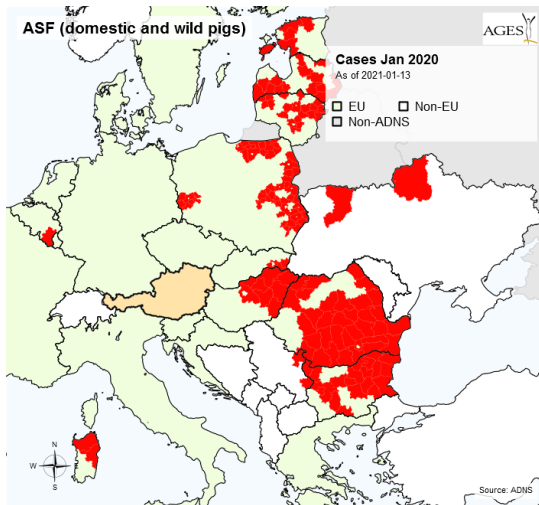 ASF (domestic and wild pigs)
AGES
Cases Jan 2020
As of 2021-01-13
EU
Non-EU
Non-ADNS
N
W
E
S
Source: ADNS